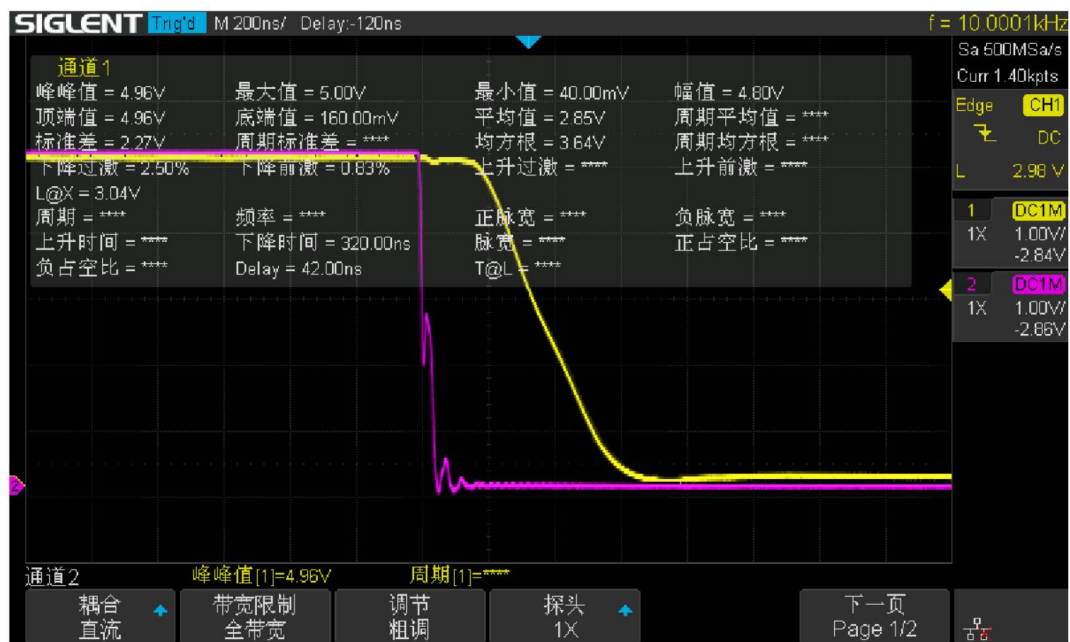 SIGLENT Trig'd M 200ns/ Delay:-120ns f = 10.0001kHz
Sa 500MSa/s
Curr 1.40kpts
通道1
峰峰值 = 4.96V 最大值 = 5.00V 最小值 = 40.00mV 幅值 = 4.80V
顶端值 = 4.96V 底端值 = 160.00mV 平均值 = 2.85V 周期平均值 = ****
标准差 = 2.27V 周期标准差 = **** 均方根 = 3.64V 周期均方根 = ****
下降过激 = 2.50% 下降前激 = 0.83% 上升过激 = **** 上升前激 = ****
L@X = 3.04V
周期 = **** 频率 = **** 正脉宽 = **** 负脉宽 = ****
上升时间 = **** 下降时间 = 320.00ns 脉宽 = **** 正占空比 = ****
负占空比 = **** Delay = 42.00ns T@L = ****
Edge CH1
DC
L 2.98 V
1 DC1M
1X 1.00V/
-2.84V
2 DC1M
1X 1.00V/
-2.86V
2
通道2 峰峰值[1]=4.96V 周期[1]=****
耦合 带宽限制 调节 探头 下一页
直流 全带宽 粗调 1X Page 1/2